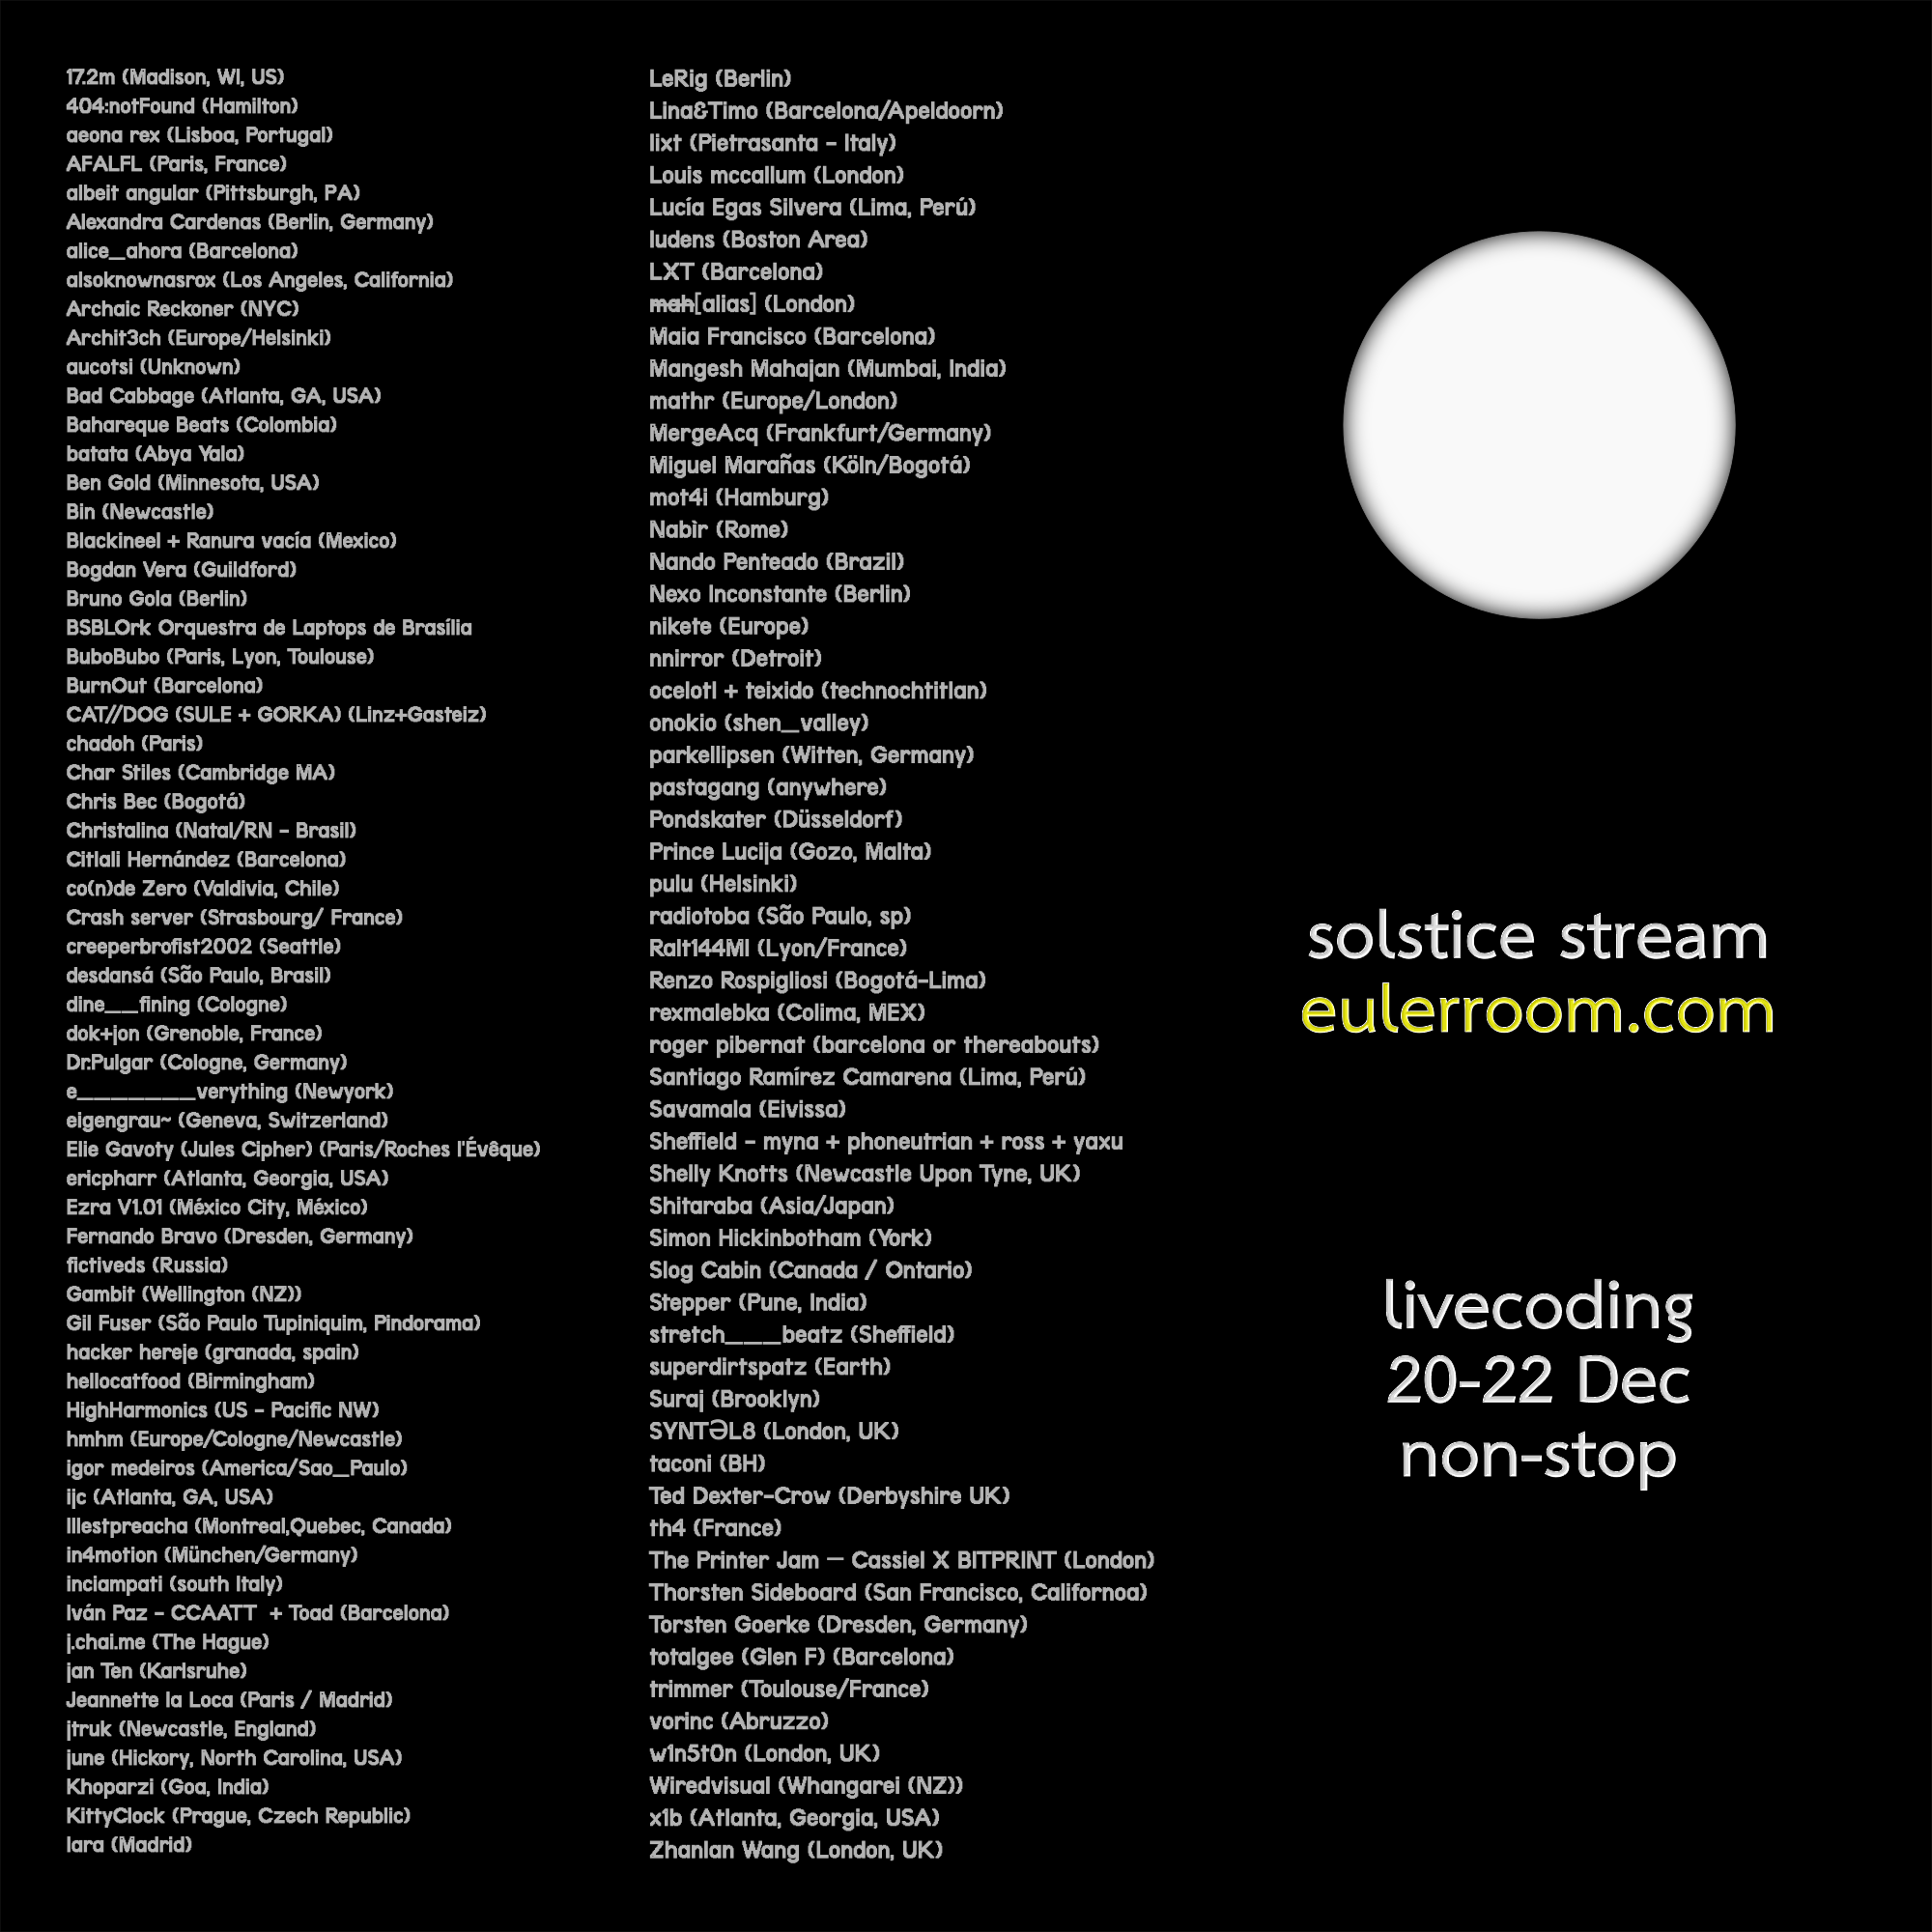 17.2m (Madison, WI, US)
404:notFound (Hamilton)
aeona rex (Lisboa, Portugal)
AFALFL (Paris, France)
albeit angular (Pittsburgh, PA)
Alexandra Cardenas (Berlin, Germany)
alice_ahora (Barcelona)
alsoknownasrox (Los Angeles, California)
Archaic Reckoner (NYC)
Archit3ch (Europe/Helsinki)
aucotsi (Unknown)
Bad Cabbage (Atlanta, GA, USA)
Bahareque Beats (Colombia)
batata (Abya Yala)
Ben Gold (Minnesota, USA)
Bin (Newcastle)
Blackineel + Ranura vacía (Mexico)
Bogdan Vera (Guildford)
Bruno Gola (Berlin)
BSBLOrk Orquestra de Laptops de Brasília
BuboBubo (Paris, Lyon, Toulouse)
BurnOut (Barcelona)
CAT//DOG (SULE + GORKA) (Linz+Gasteiz)
chadoh (Paris)
Char Stiles (Cambridge MA)
Chris Bec (Bogotá)
Christalina (Natal/RN - Brasil)
Citlali Hernández (Barcelona)
co(n)de Zero (Valdivia, Chile)
Crash server (Strasbourg/ France)
creeperbrofist2002 (Seattle)
desdansá (São Paulo, Brasil)
dine__fining (Cologne)
dok+jon (Grenoble, France)
Dr.Pulgar (Cologne, Germany)
e_______verything (Newyork)
eigengrau~ (Geneva, Switzerland)
Elie Gavoty (Jules Cipher) (Paris/Roches l'Évêque)
ericpharr (Atlanta, Georgia, USA)
Ezra V1.01 (México City, México)
Fernando Bravo (Dresden, Germany)
fictiveds (Russia)
Gambit (Wellington (NZ))
Gil Fuser (São Paulo Tupiniquim, Pindorama)
hacker hereje (granada, spain)
hellocatfood (Birmingham)
HighHarmonics (US - Pacific NW)
hmhm (Europe/Cologne/Newcastle)
igor medeiros (America/Sao_Paulo)
ijc (Atlanta, GA, USA)
Illestpreacha (Montreal,Quebec, Canada)
in4motion (München/Germany)
inciampati (south Italy)
Iván Paz - CCAATT  + Toad (Barcelona)
j.chai.me (The Hague)
jan Ten (Karlsruhe)
Jeannette la Loca (Paris / Madrid)
jtruk (Newcastle, England)
june (Hickory, North Carolina, USA)
Khoparzi (Goa, India)
KittyClock (Prague, Czech Republic)
lara (Madrid)
LeRig (Berlin)
Lina&Timo (Barcelona/Apeldoorn)
lixt (Pietrasanta - Italy)
Louis mccallum (London)
Lucía Egas Silvera (Lima, Perú)
ludens (Boston Area)
LXT (Barcelona)
mah[alias] (London)
Maia Francisco (Barcelona)
Mangesh Mahajan (Mumbai, India)
mathr (Europe/London)
MergeAcq (Frankfurt/Germany)
Miguel Marañas (Köln/Bogotá)
mot4i (Hamburg)
Nabìr (Rome)
Nando Penteado (Brazil)
Nexo Inconstante (Berlin)
nikete (Europe)
nnirror (Detroit)
ocelotl + teixido (technochtitlan)
onokio (shen_valley)
parkellipsen (Witten, Germany)
pastagang (anywhere)
Pondskater (Düsseldorf)
Prince Lucija (Gozo, Malta)
pulu (Helsinki)
radiotoba (São Paulo, sp)
Ralt144MI (Lyon/France)
Renzo Rospigliosi (Bogotá-Lima)
rexmalebka (Colima, MEX)
roger pibernat (barcelona or thereabouts)
Santiago Ramírez Camarena (Lima, Perú)
Savamala (Eivissa)
Sheffield - myna + phoneutrian + ross + yaxu
Shelly Knotts (Newcastle Upon Tyne, UK)
Shitaraba (Asia/Japan)
Simon Hickinbotham (York)
Slog Cabin (Canada / Ontario)
Stepper (Pune, India)
stretch___beatz (Sheffield)
superdirtspatz (Earth)
Suraj (Brooklyn)
SYNTƏL8 (London, UK)
taconi (BH)
Ted Dexter-Crow (Derbyshire UK)
th4 (France)
The Printer Jam — Cassiel X BITPRINT (London)
Thorsten Sideboard (San Francisco, Californoa)
Torsten Goerke (Dresden, Germany)
totalgee (Glen F) (Barcelona)
trimmer (Toulouse/France)
vorinc (Abruzzo)
w1n5t0n (London, UK)
Wiredvisual (Whangarei (NZ))
x1b (Atlanta, Georgia, USA)
Zhanlan Wang (London, UK)
solstice stream
eulerroom.com
livecoding
20-22 Dec
non-stop